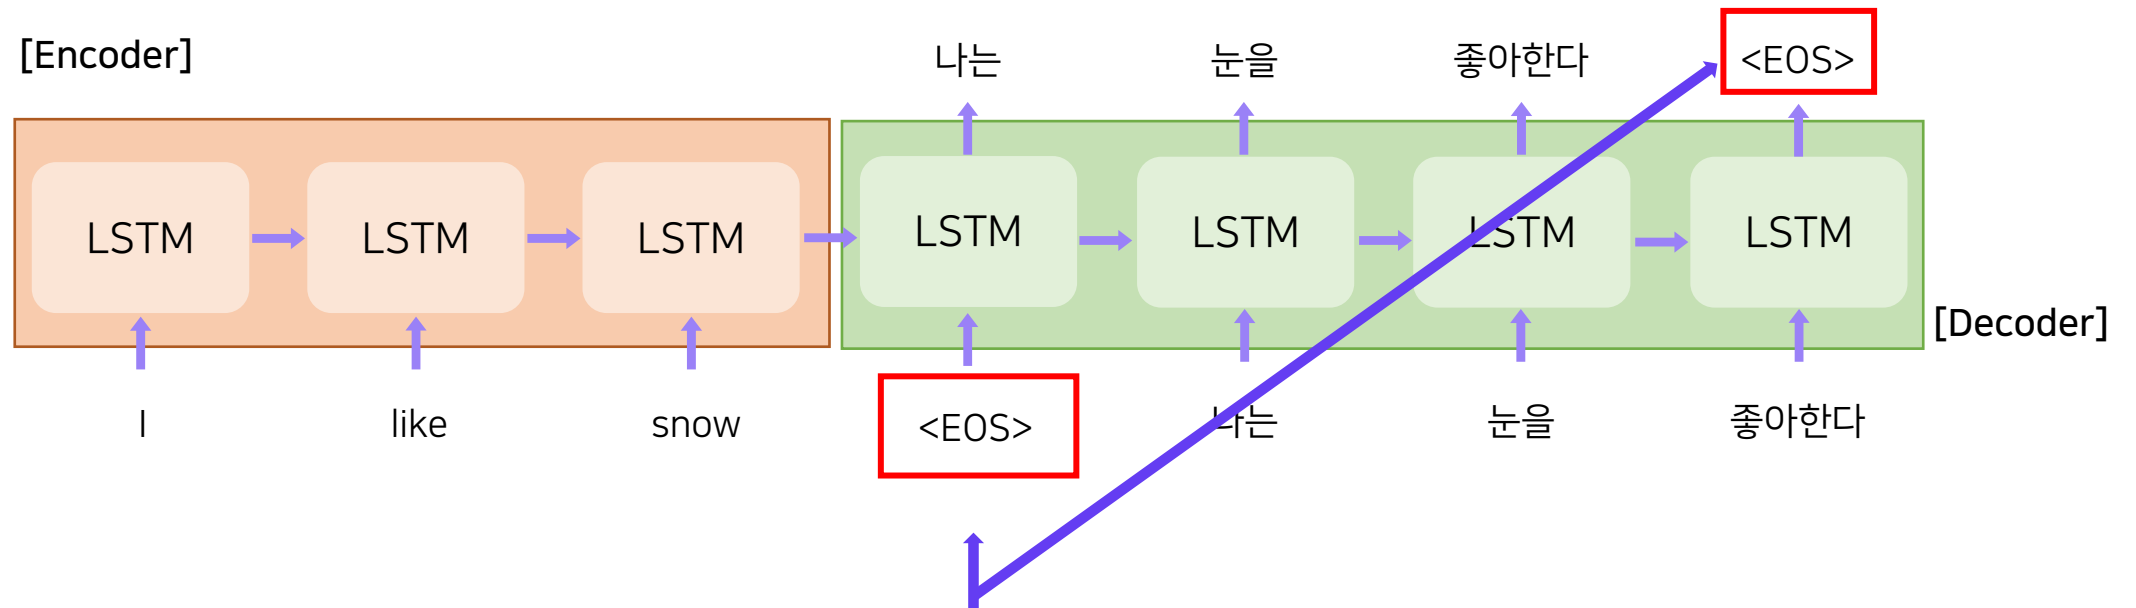 [Encoder]
나는 눈을 좋아한다 <EOS>
LSTM LSTM LSTM LSTM LSTM LSTM LSTM
[Decoder]
I like snow <EOS> 나는 눈을 좋아한다